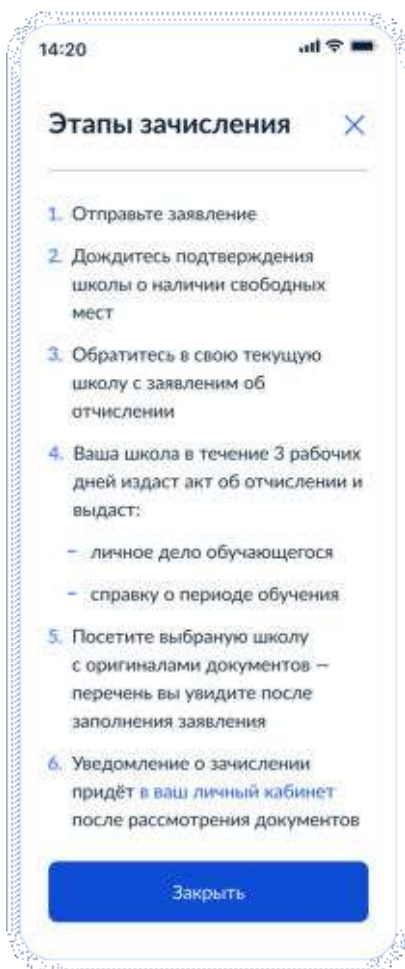 14:20
Этапы зачисления
1. Отправьте заявление
2. Дождитесь подтверждения
школы о наличии свободных
мест
3. Обратитесь в свою текущую
школу с заявленим об
отчислении
4. Ваша школа в течение 3 рабочих
дней издаст акт об отчислении и
выдаст:
– личное дело обучающегося
– справку о периоде обучения
5. Посетите выбраную школу
с оригиналами документов —
перечень вы увидите после
заполнения заявления
6. Уведомление о зачислении
придёт в ваш личный кабинет
после рассмотрения документов
Закрыть